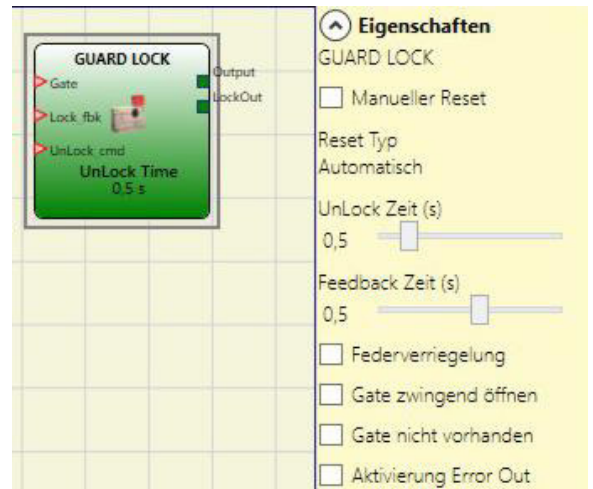 GUARD LOCK
Gate
Lock_fbk
UnLock_cmd
Output
LockOut
UnLock Time
0,5 s
Eigenschaften
GUARD LOCK
Manueller Reset
Reset Typ
Automatisch
UnLock Zeit (s)
0,5
Feedback Zeit (s)
0,5
Federverriegelung
Gate zwingend öffnen
Gate nicht vorhanden
Aktivierung Error Out